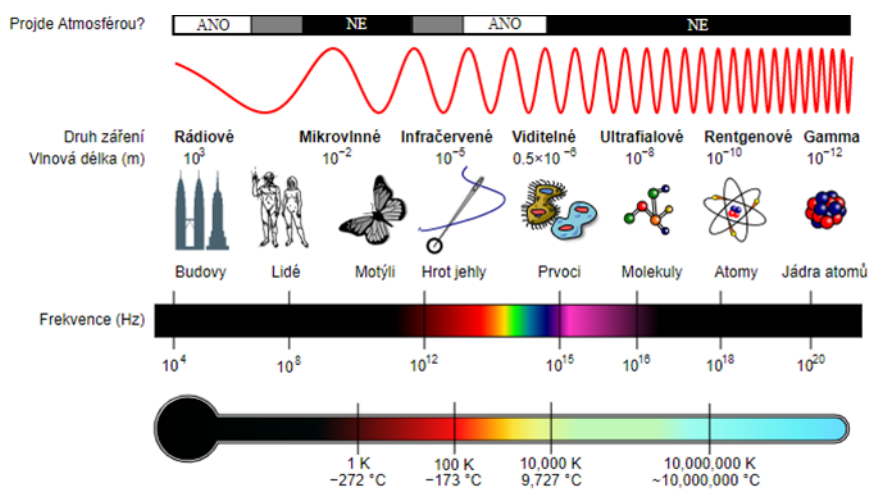 Projde Atmosférou? ANO NE ANO NE
Druh záření Rádiové Mikrovlnné Infračervené Viditelné Ultrafialové Rentgenové Gamma
Vlnová délka (m) 10³ 10⁻² 10⁻⁵ 0.5×10⁻⁶ 10⁻⁸ 10⁻¹⁰ 10⁻¹²
Budovy Lidé Motýli Hrot jehly Prvoci Molekuly Atomy Jádra atomů
Frekvence (Hz)
10⁴ 10⁸ 10¹² 10¹⁵ 10¹⁶ 10¹⁸ 10²⁰
1 K 100 K 10,000 K 10,000,000 K
−272 °C −173 °C 9,727 °C ~10,000,000 °C